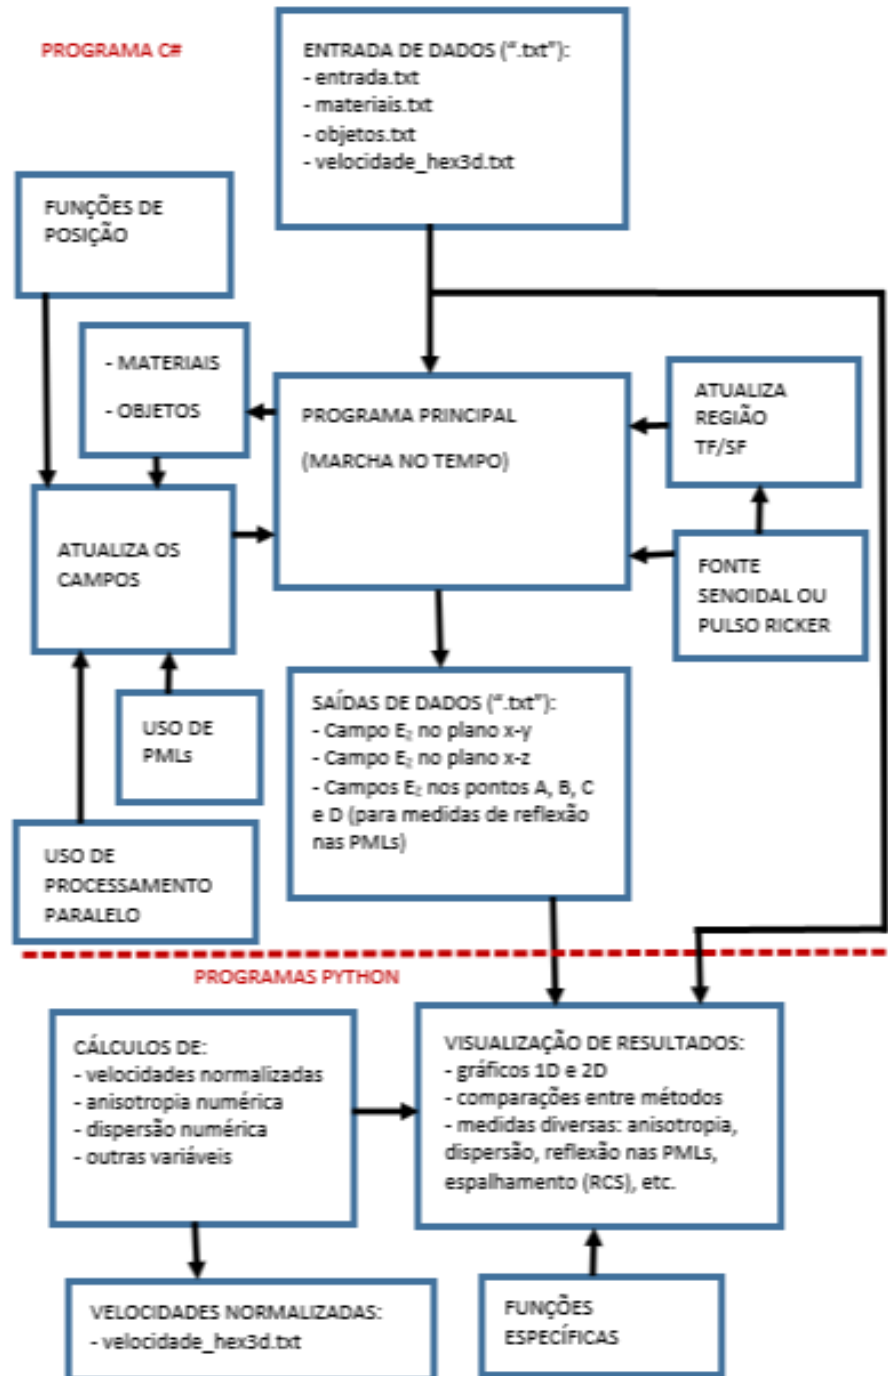 PROGRAMA C#
ENTRADA DE DADOS (“.txt”):
- entrada.txt
- materiais.txt
- objetos.txt
- velocidade_hex3d.txt
FUNÇÕES DE
POSIÇÃO
- MATERIAIS
- OBJETOS
PROGRAMA PRINCIPAL
(MARCHA NO TEMPO)
ATUALIZA
REGIÃO
TF/SF
ATUALIZA OS
CAMPOS
FONTE
SENOIDAL OU
PULSO RICKER
USO DE
PMLs
SAÍDAS DE DADOS (“.txt”):
- Campo E₂ no plano x-y
- Campo E₂ no plano x-z
- Campos E₂ nos pontos A, B, C
e D (para medidas de reflexão
nas PMLs)
USO DE
PROCESSAMENTO
PARALELO
PROGRAMAS PYTHON
CÁLCULOS DE:
- velocidades normalizadas
- anisotropia numérica
- dispersão numérica
- outras variáveis
VISUALIZAÇÃO DE RESULTADOS:
- gráficos 1D e 2D
- comparações entre métodos
- medidas diversas: anisotropia,
dispersão, reflexão nas PMLs,
espalhamento (RCS), etc.
VELOCIDADES NORMALIZADAS:
- velocidade_hex3d.txt
FUNÇÕES
ESPECÍFICAS